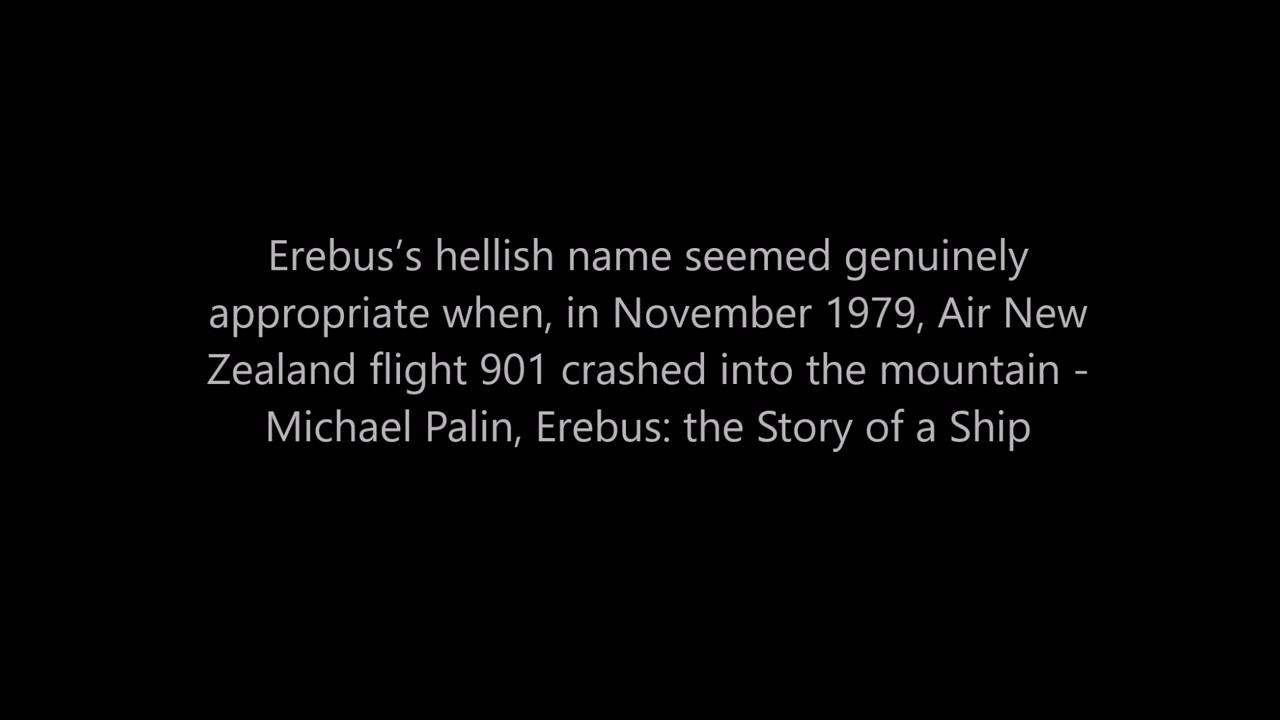 Erebus’s hellish name seemed genuinely
appropriate when, in November 1979, Air New
Zealand flight 901 crashed into the mountain -
Michael Palin, Erebus: the Story of a Ship